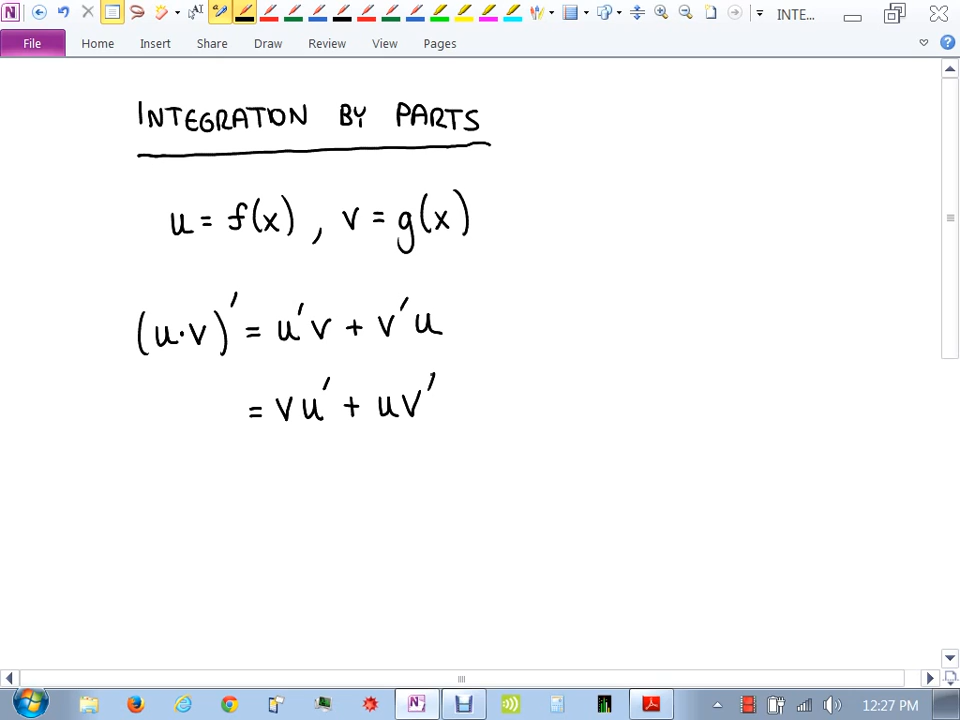 INTE...
File Home Insert Share Draw Review View Pages
INTEGRATION BY PARTS
u = f(x) , v = g(x)
(u·v)' = u'v + v'u
= vu' + uv'
12:27 PM